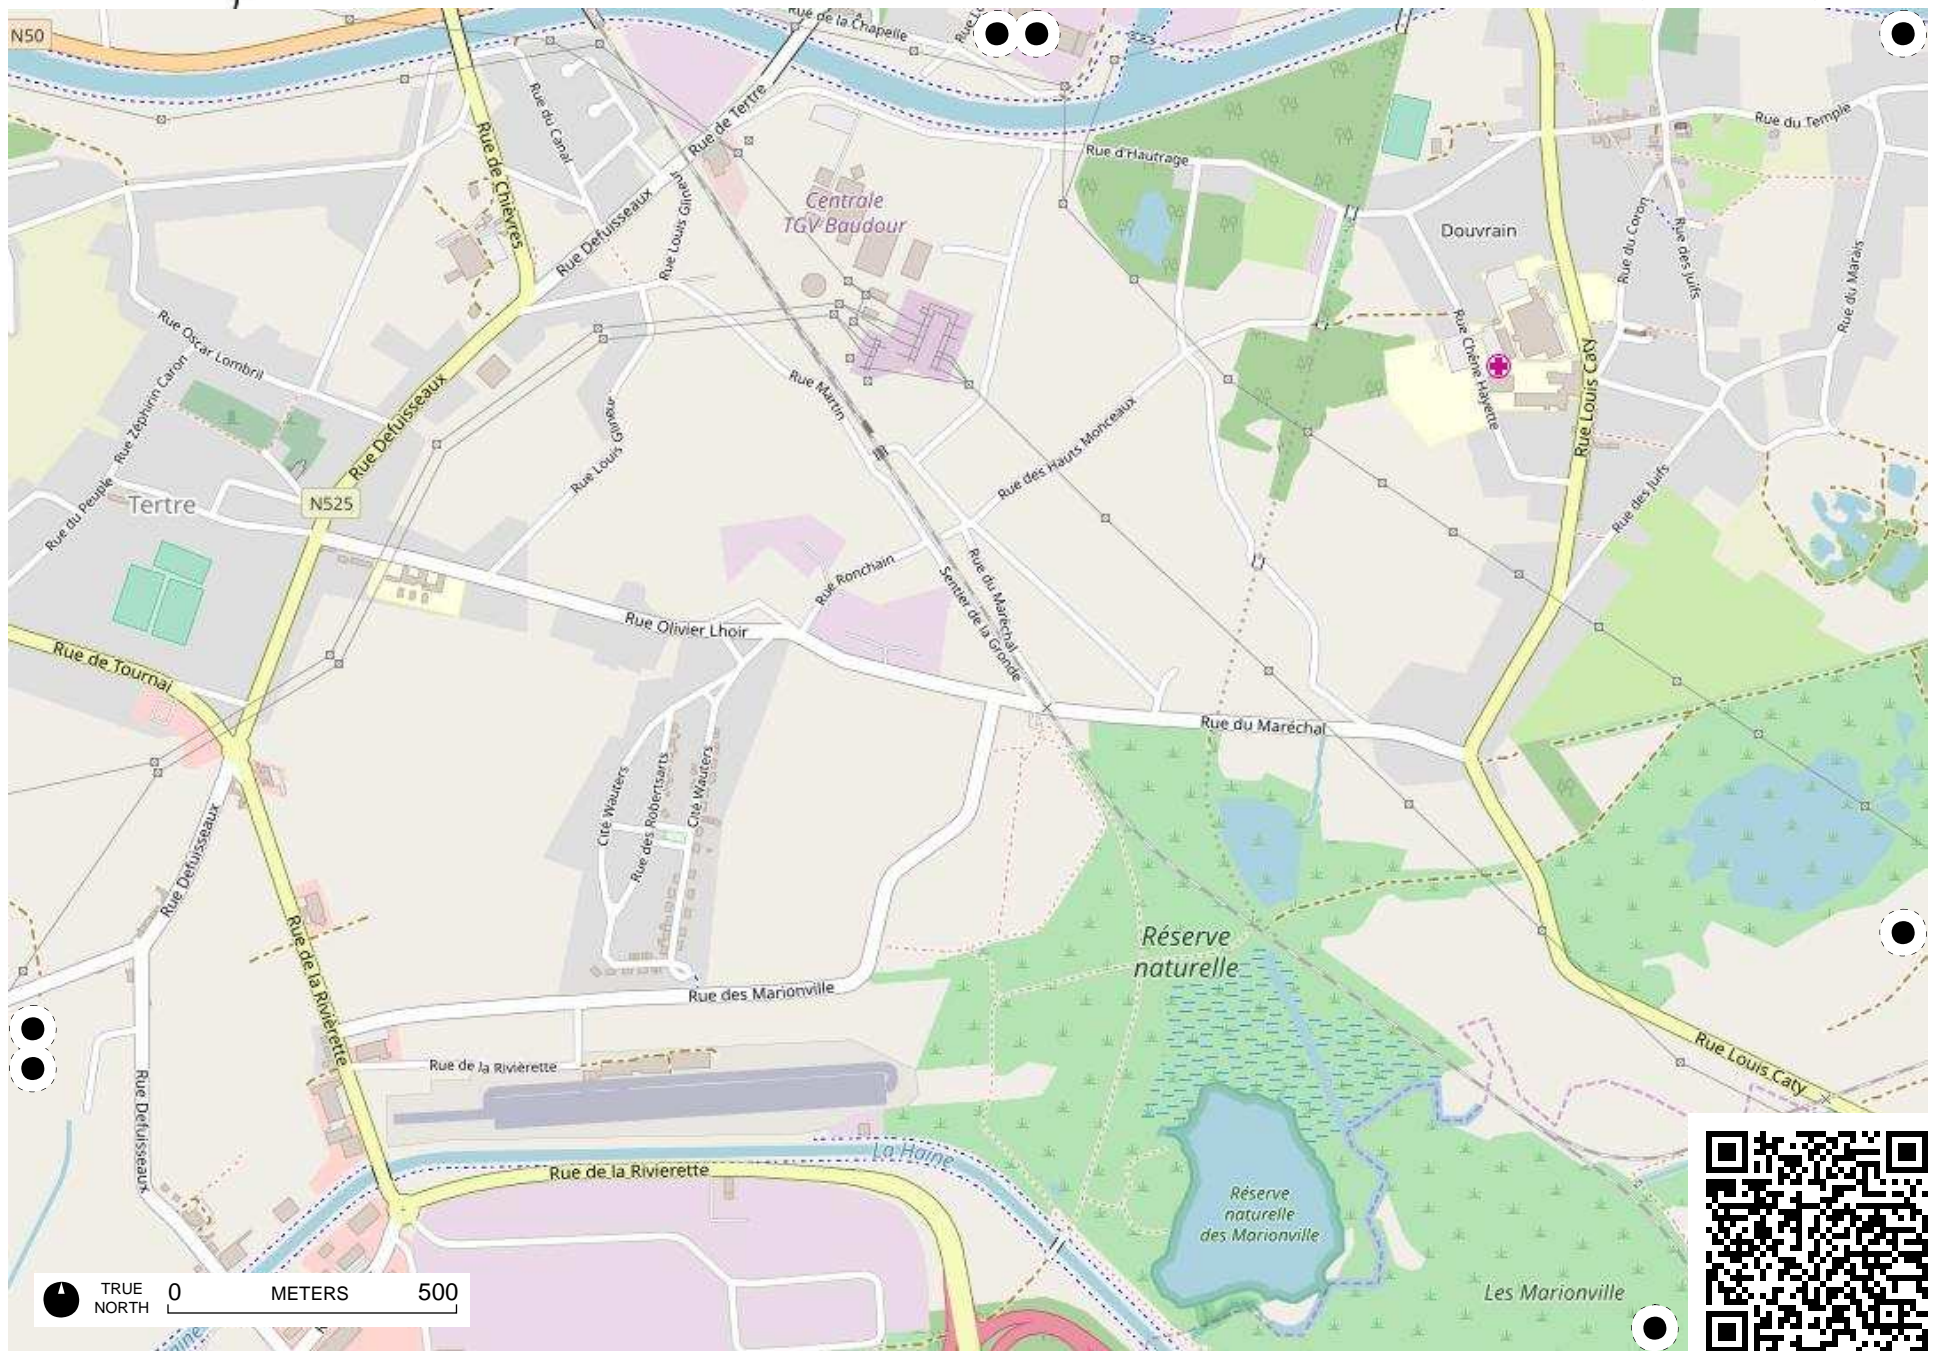 N50
Rue de la Chapelle
Rue du Canal
Rue de Chièvres
Rue de Tertre
Rue d'Hautrage
Rue du Temple
Centrale
TGV Baudour
Rue Louis Glineur
Rue Defuisseaux
Douvrain
Rue du Coron
Rue des Juifs
Rue du Marais
Rue Oscar Lombril
Rue Zéphirin Caron
Rue Defuisseaux
Rue Martin
Rue Chêne Hayette
Rue Louis Caty
Rue Louis Glineur
Rue des Hauts Monceaux
Rue du Peuple
Tertre
N525
Rue des Juifs
Rue Ronchain
Rue du Maréchal
Sentier de la Gronde
Rue Olivier Lhoir
Rue de Tournai
Rue du Maréchal
Cité Wauters
Rue des Robertsarts
Cité Wauters
Rue Defuisseaux
Rue de la Rivièrette
Réserve
naturelle
Rue des Marionville
Rue de la Rivièrette
Rue Louis Caty
Rue Defuisseaux
La Haine
Rue de la Rivierette
Réserve
naturelle
des Marionville
Les Marionville
TRUE
NORTH
0 METERS 500